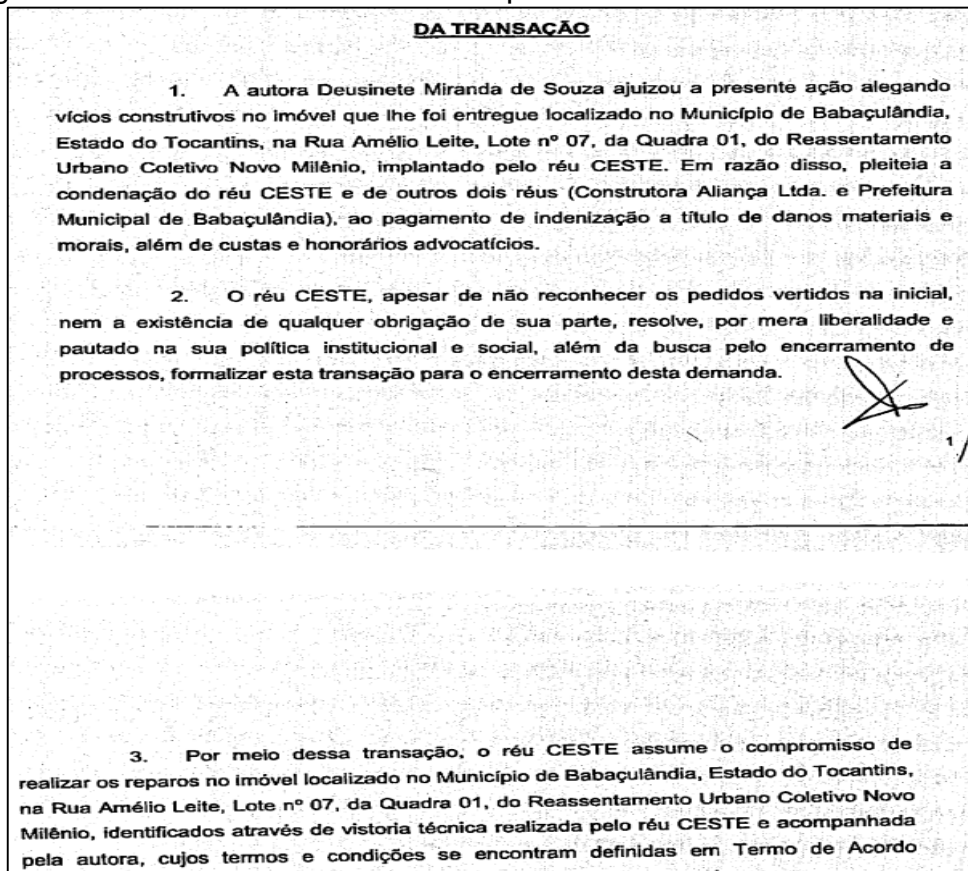 DA TRANSAÇÃO
1. A autora Deusinete Miranda de Souza ajuizou a presente ação alegando
vícios construtivos no imóvel que lhe foi entregue localizado no Município de Babaçulândia,
Estado do Tocantins, na Rua Amélio Leite, Lote nº 07, da Quadra 01, do Reassentamento
Urbano Coletivo Novo Milênio, implantado pelo réu CESTE. Em razão disso, pleiteia a
condenação do réu CESTE e de outros dois réus (Construtora Aliança Ltda. e Prefeitura
Municipal de Babaçulândia), ao pagamento de indenização a título de danos materiais e
morais, além de custas e honorários advocatícios.
2. O réu CESTE, apesar de não reconhecer os pedidos vertidos na inicial,
nem a existência de qualquer obrigação de sua parte, resolve, por mera liberalidade e
pautado na sua política institucional e social, além da busca pelo encerramento de
processos, formalizar esta transação para o encerramento desta demanda.
1/
3. Por meio dessa transação, o réu CESTE assume o compromisso de
realizar os reparos no imóvel localizado no Município de Babaçulândia, Estado do Tocantins,
na Rua Amélio Leite, Lote nº 07, da Quadra 01, do Reassentamento Urbano Coletivo Novo
Milênio, identificados através de vistoria técnica realizada pelo réu CESTE e acompanhada
pela autora, cujos termos e condições se encontram definidas em Termo de Acordo